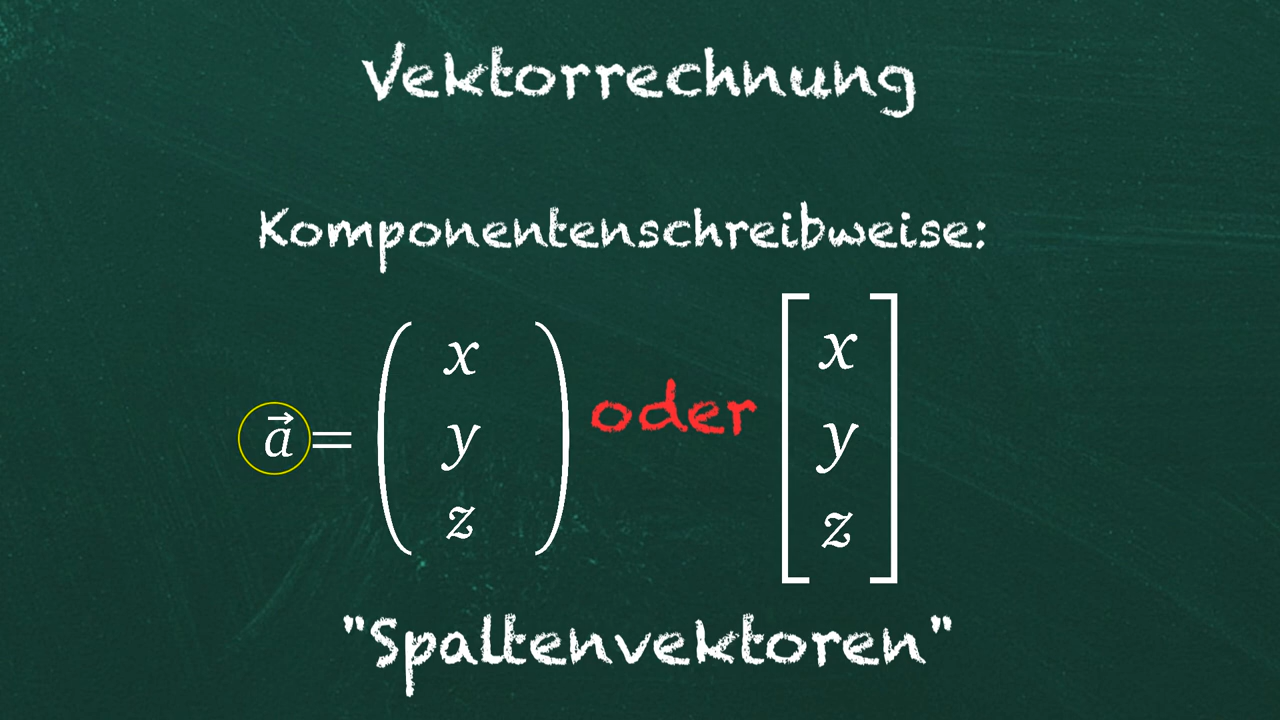 Vektorrechnung
Komponentenschreibweise:
x x
y oder y
a⃗ =
z z
"Spaltenvektoren"